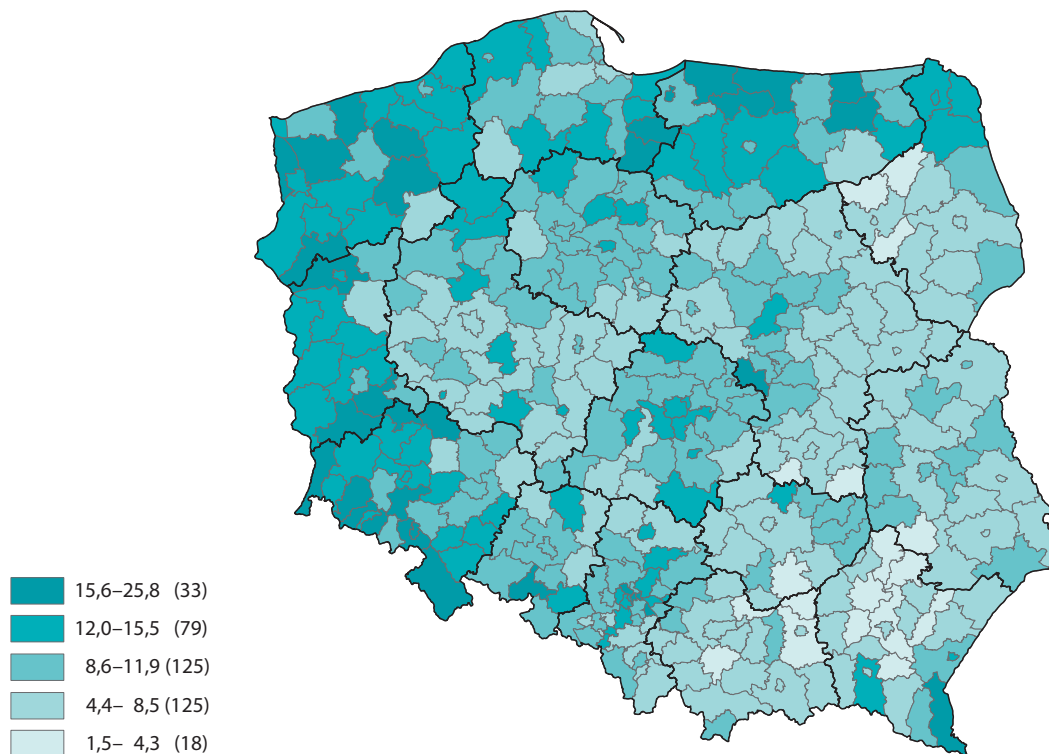 15,6–25,8 (33)
12,0–15,5 (79)
8,6–11,9 (125)
4,4– 8,5 (125)
1,5– 4,3 (18)